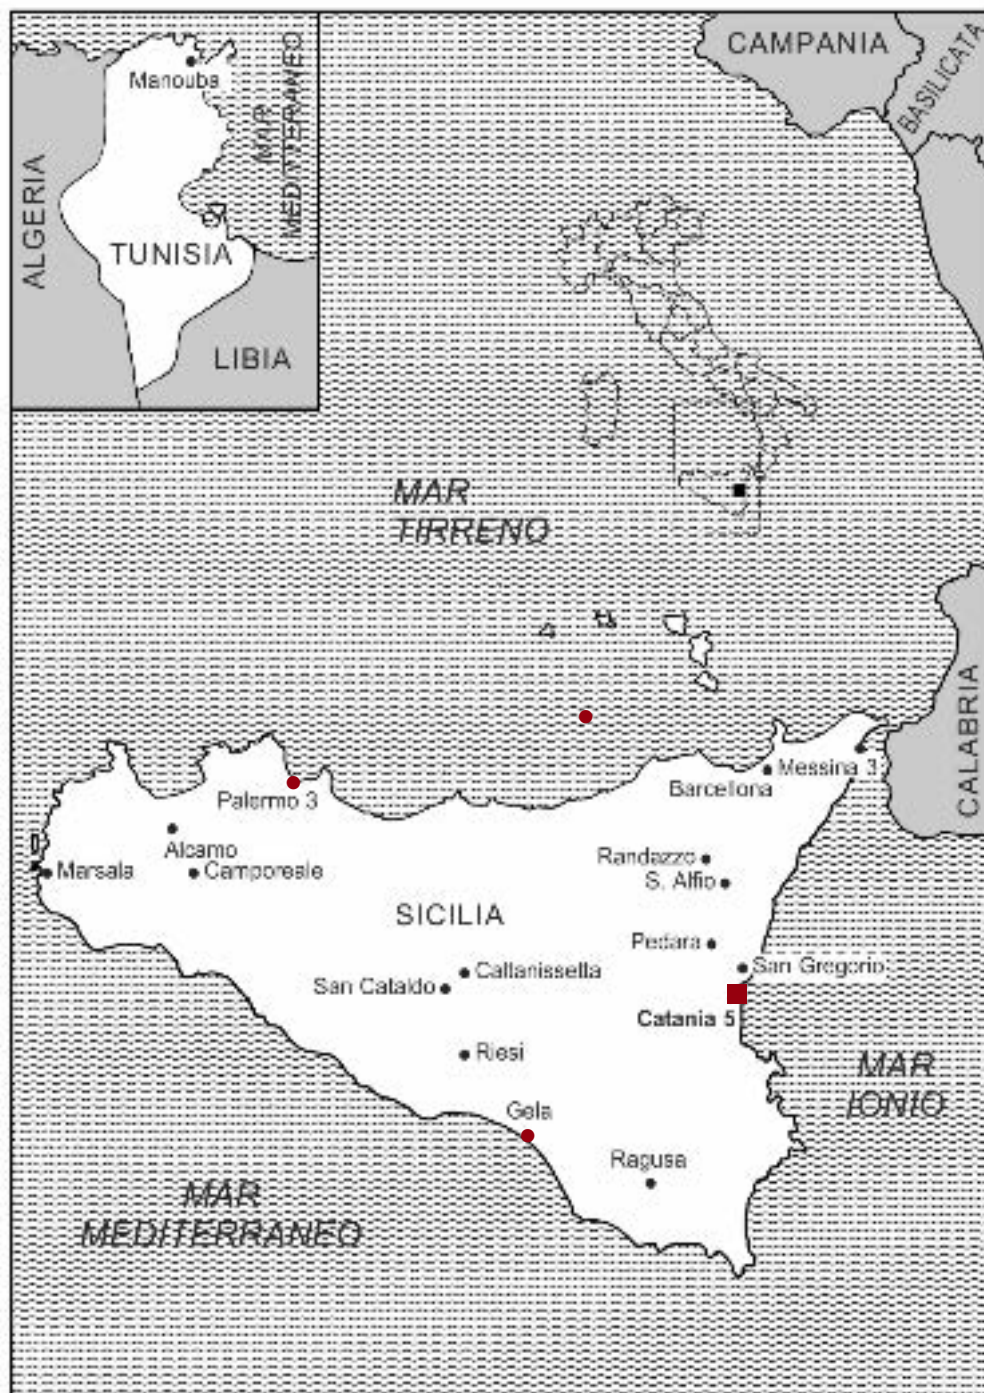 CAMPANIA
BASILICATA
Manouba
MAR
MEDITERRANEO
ALGERIA
TUNISIA
LIBIA
MAR
TIRRENO
CALABRIA
Messina 3
Barcellona
Palermo 3
Alcamo
Marsala
Camporeale
Randazzo
S. Alfio
SICILIA
Pedara
San Gregorio
Caltanissetta
San Cataldo
Catania 5
Riesi
MAR
IONIO
Gela
Ragusa
MAR
MEDITERRANEO